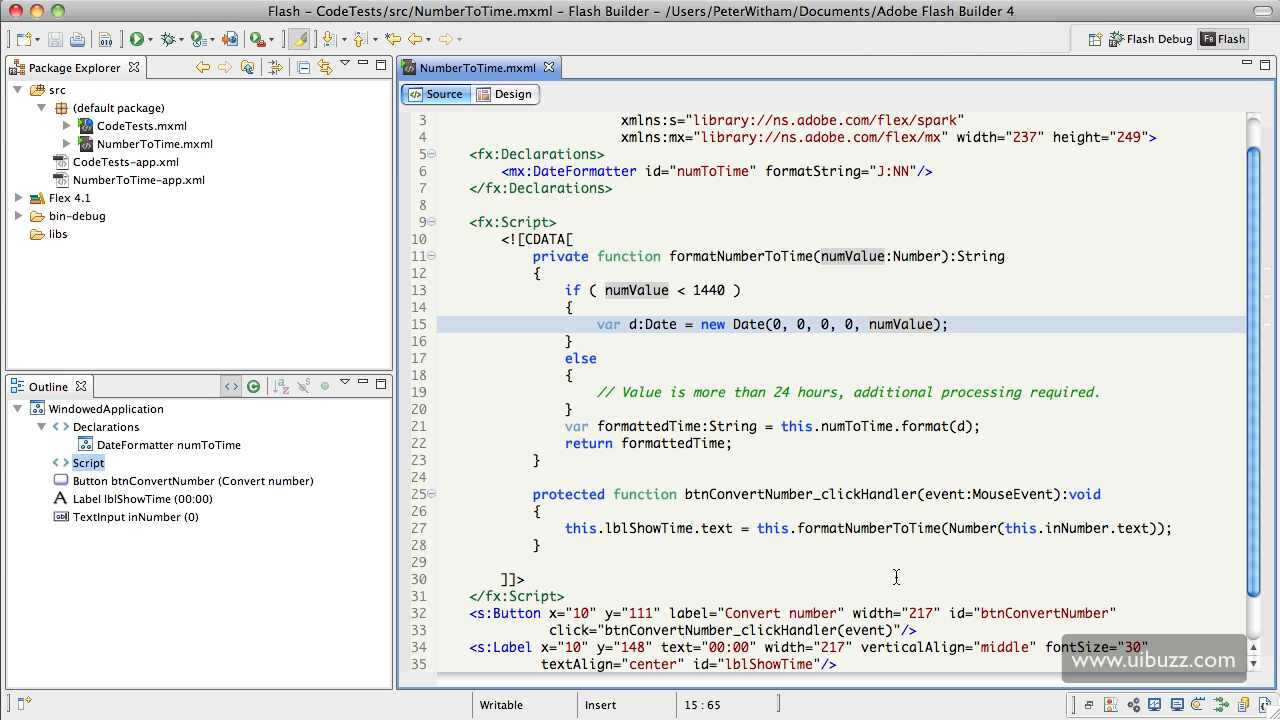 Flash – CodeTests/src/NumberToTime.mxml – Flash Builder – /Users/PeterWitham/Documents/Adobe Flash Builder 4
Flash Debug
Flash
Package Explorer
src
(default package)
CodeTests.mxml
NumberToTime.mxml
CodeTests-app.xml
NumberToTime-app.xml
Flex 4.1
bin-debug
libs
Outline
WindowedApplication
Declarations
DateFormatter numToTime
Script
Button btnConvertNumber (Convert number)
Label lblShowTime (00:00)
TextInput inNumber (0)
NumberToTime.mxml
Source
Design
3 xmlns:s="library://ns.adobe.com/flex/spark"
4 xmlns:mx="library://ns.adobe.com/flex/mx" width="237" height="249">
5 <fx:Declarations>
6 <mx:DateFormatter id="numToTime" formatString="J:NN"/>
7 </fx:Declarations>
8
9 <fx:Script>
10 <![CDATA[
11 private function formatNumberToTime(numValue:Number):String
12 {
13 if ( numValue < 1440 )
14 {
15 var d:Date = new Date(0, 0, 0, 0, numValue);
16 }
17 else
18 {
19 // Value is more than 24 hours, additional processing required.
20 }
21 var formattedTime:String = this.numToTime.format(d);
22 return formattedTime;
23 }
24
25 protected function btnConvertNumber_clickHandler(event:MouseEvent):void
26 {
27 this.lblShowTime.text = this.formatNumberToTime(Number(this.inNumber.text));
28 }
29
30 ]]>
31 </fx:Script>
32 <s:Button x="10" y="111" label="Convert number" width="217" id="btnConvertNumber"
33 click="btnConvertNumber_clickHandler(event)"/>
34 <s:Label x="10" y="148" text="00:00" width="217" verticalAlign="middle" fontSize="30"
35 textAlign="center" id="lblShowTime"/>
www.uibuzz.com
Writable
Insert
15 : 65